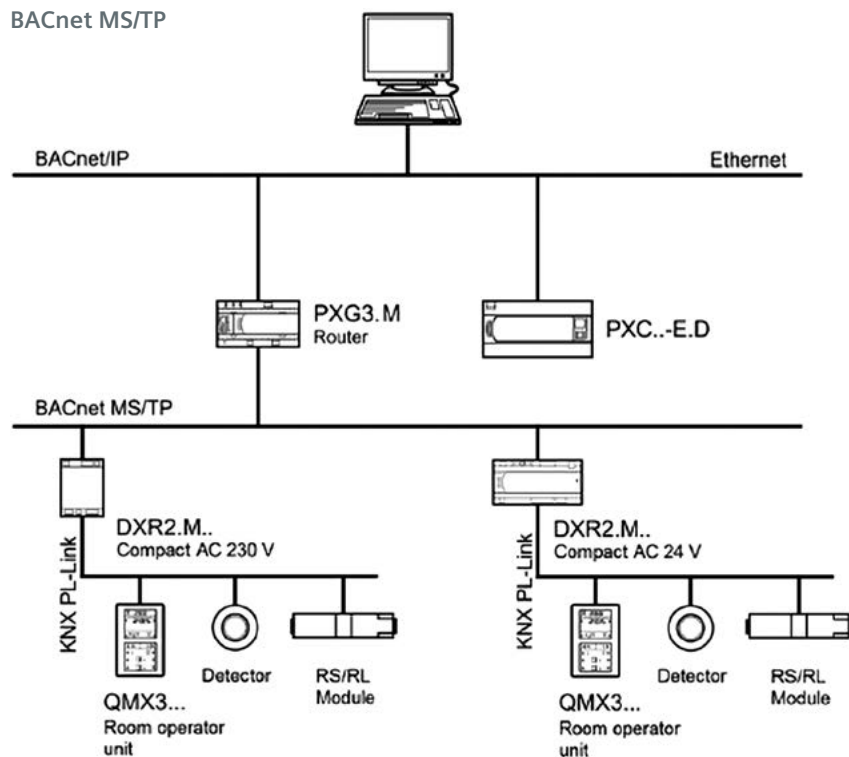 BACnet MS/TP
BACnet/IP
Ethernet
PXG3.M
Router
PXC..-E.D
BACnet MS/TP
DXR2.M..
Compact AC 230 V
KNX PL-Link
DXR2.M..
Compact AC 24 V
KNX PL-Link
QMX3...
Room operator
unit
Detector
RS/RL
Module
QMX3...
Room operator
unit
Detector
RS/RL
Module